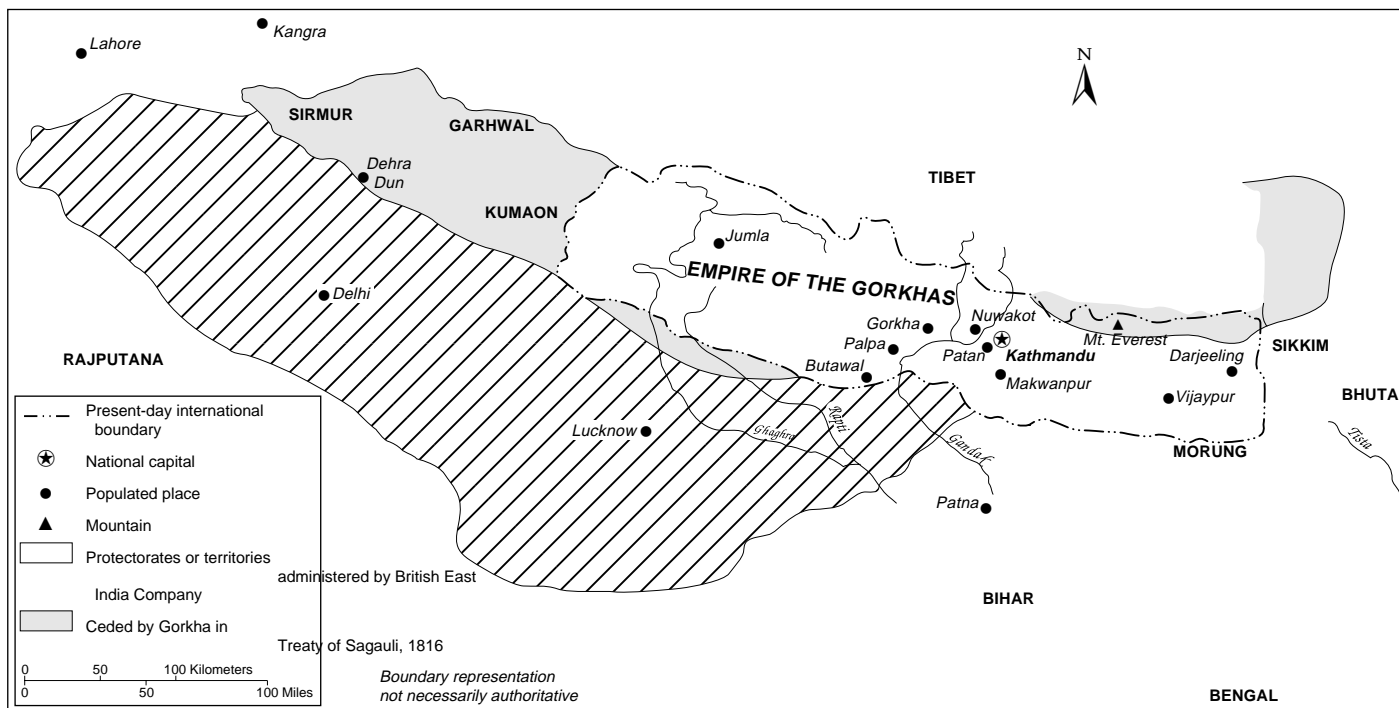 Lahore
Kangra
N
SIRMUR
GARHWAL
Dehra
Dun
TIBET
KUMAON
Jumla
EMPIRE OF THE GORKHAS
Delhi
Gorkha
Nuwakot
Mt. Everest
Palpa
Patan
Kathmandu
SIKKIM
RAJPUTANA
Butawal
Makwanpur
Darjeeling
Vijaypur
BHUTA
Lucknow
Ghaghra
Rapri
Gandak
MORUNG
Tista
Patna
BIHAR
BENGAL
Present-day international
boundary
National capital
Populated place
Mountain
Protectorates or territories
administered by British East
India Company
Ceded by Gorkha in
Treaty of Sagauli, 1816
0 50 100 Kilometers
0 50 100 Miles
Boundary representation
not necessarily authoritative